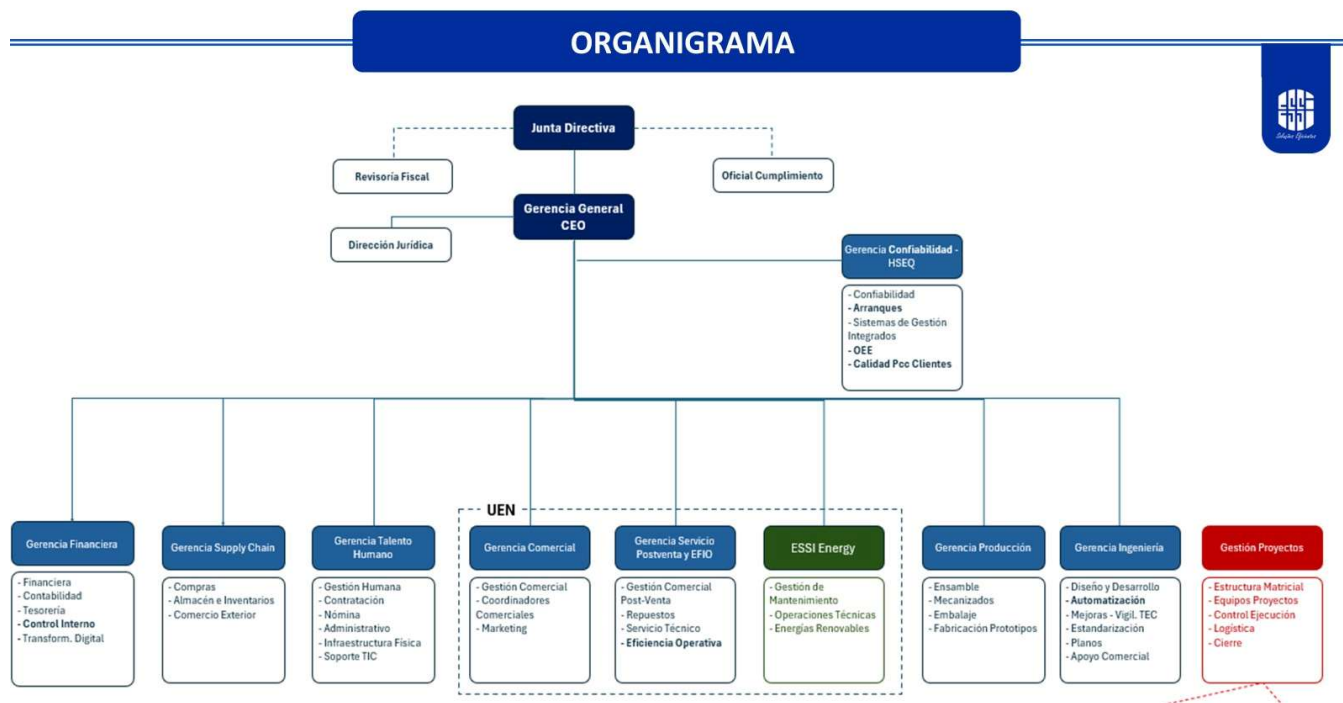 ORGANIGRAMA
Junta Directiva
Revisoría Fiscal
Oficial Cumplimiento
Gerencia General
CEO
Dirección Jurídica
Gerencia Confiabilidad -
HSEQ
- Confiabilidad
- Arranques
- Sistemas de Gestión
Integrados
- OEE
- Calidad Pcc Clientes
UEN
Gerencia Financiera
- Financiera
- Contabilidad
- Tesorería
- Control Interno
- Transform. Digital
Gerencia Supply Chain
- Compras
- Almacén e Inventarios
- Comercio Exterior
Gerencia Talento
Humano
- Gestión Humana
- Contratación
- Nómina
- Administrativo
- Infraestructura Física
- Soporte TIC
Gerencia Comercial
- Gestión Comercial
- Coordinadores
Comerciales
- Marketing
Gerencia Servicio
Postventa y EFIO
- Gestión Comercial
Post-Venta
- Repuestos
- Servicio Técnico
- Eficiencia Operativa
ESSI Energy
- Gestión de
Mantenimiento
- Operaciones Técnicas
- Energías Renovables
Gerencia Producción
- Ensamble
- Mecanizados
- Embalaje
- Fabricación Prototipos
Gerencia Ingeniería
- Diseño y Desarrollo
- Automatización
- Mejoras - Vigil. TEC
- Estandarización
- Planos
- Apoyo Comercial
Gestión Proyectos
- Estructura Matricial
- Equipos Proyectos
- Control Ejecución
- Logística
- Cierre